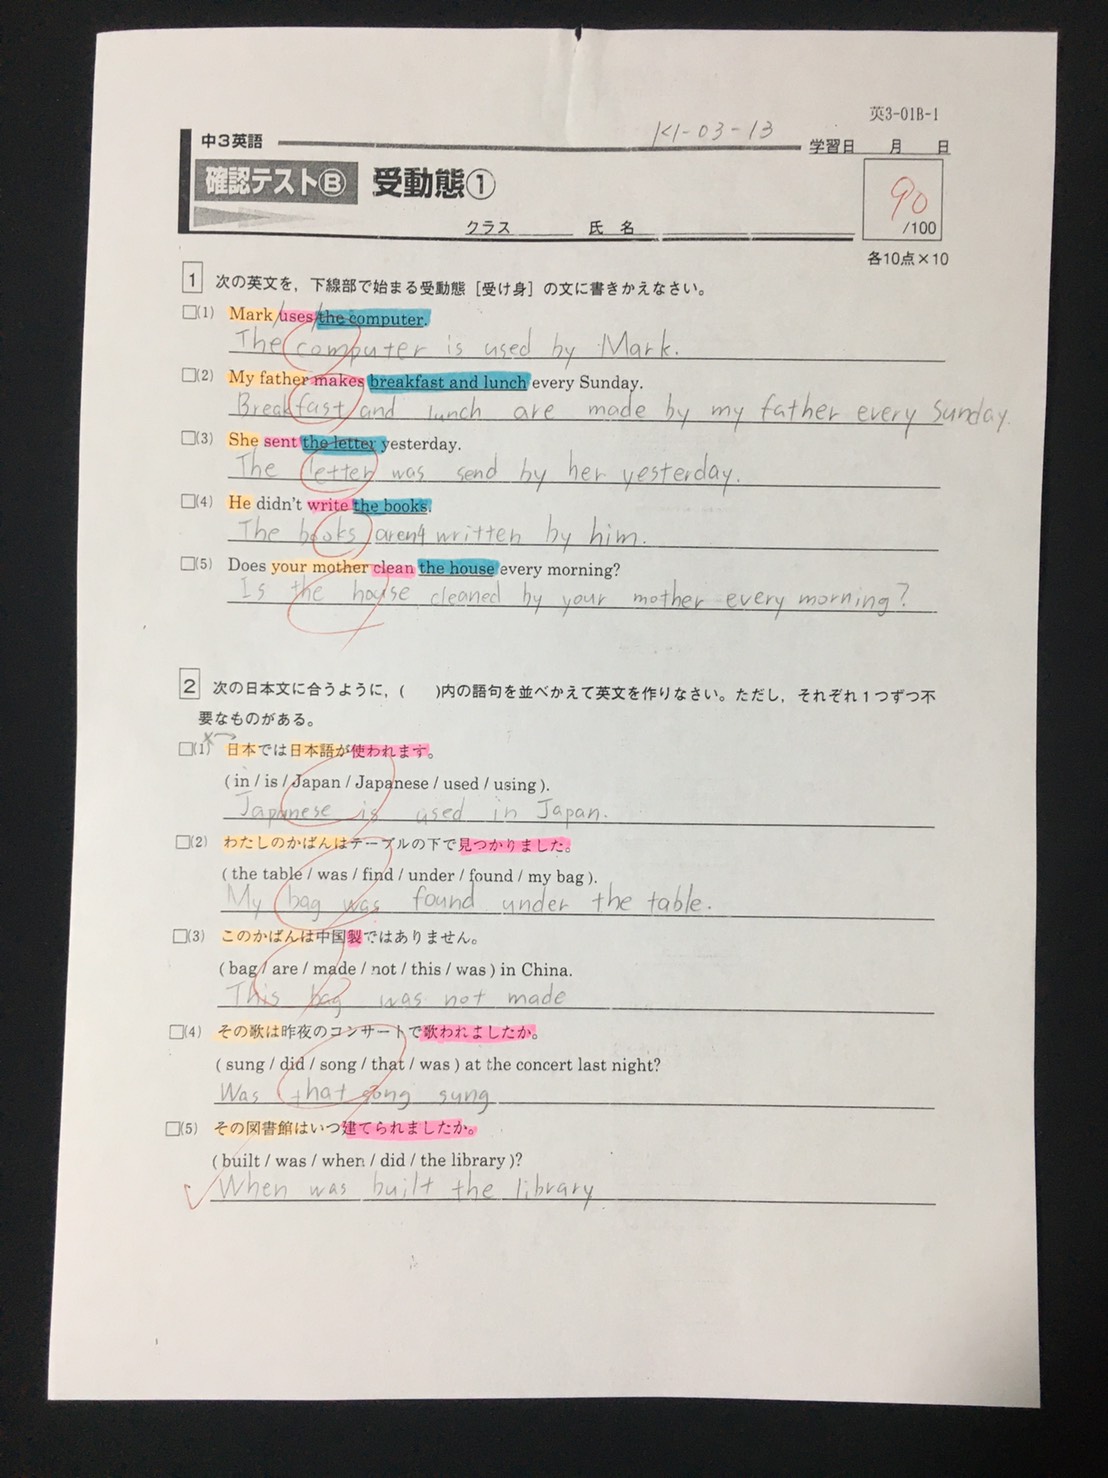 英3-01B-1
K1-03-13
中3英語
学習日 月 日
確認テストⒷ 受動態①
90
/100
クラス 氏名
各10点×10
1 次の英文を，下線部で始まる受動態［受け身］の文に書きかえなさい。
□(1) Mark/uses/the computer.
The computer is used by Mark.
□(2) My father makes breakfast and lunch every Sunday.
Breakfast and lunch are made by my father every Sunday.
□(3) She sent the letter yesterday.
The letter was send by her yesterday.
□(4) He didn't write the books.
The books aren't written by him.
□(5) Does your mother clean the house every morning?
Is the house cleaned by your mother every morning?
2 次の日本文に合うように，( )内の語句を並べかえて英文を作りなさい。ただし，それぞれ1つずつ不
要なものがある。
□(1) 日本では日本語が使われます。
( in / is / Japan / Japanese / used / using ).
Japanese is used in Japan.
□(2) わたしのかばんはテーブルの下で見つかりました。
( the table / was / find / under / found / my bag ).
My bag was found under the table.
□(3) このかばんは中国製ではありません。
( bag / are / made / not / this / was ) in China.
This bag was not made
□(4) その歌は昨夜のコンサートで歌われましたか。
( sung / did / song / that / was ) at the concert last night?
Was that song sung
□(5) その図書館はいつ建てられましたか。
( built / was / when / did / the library )?
When was built the library